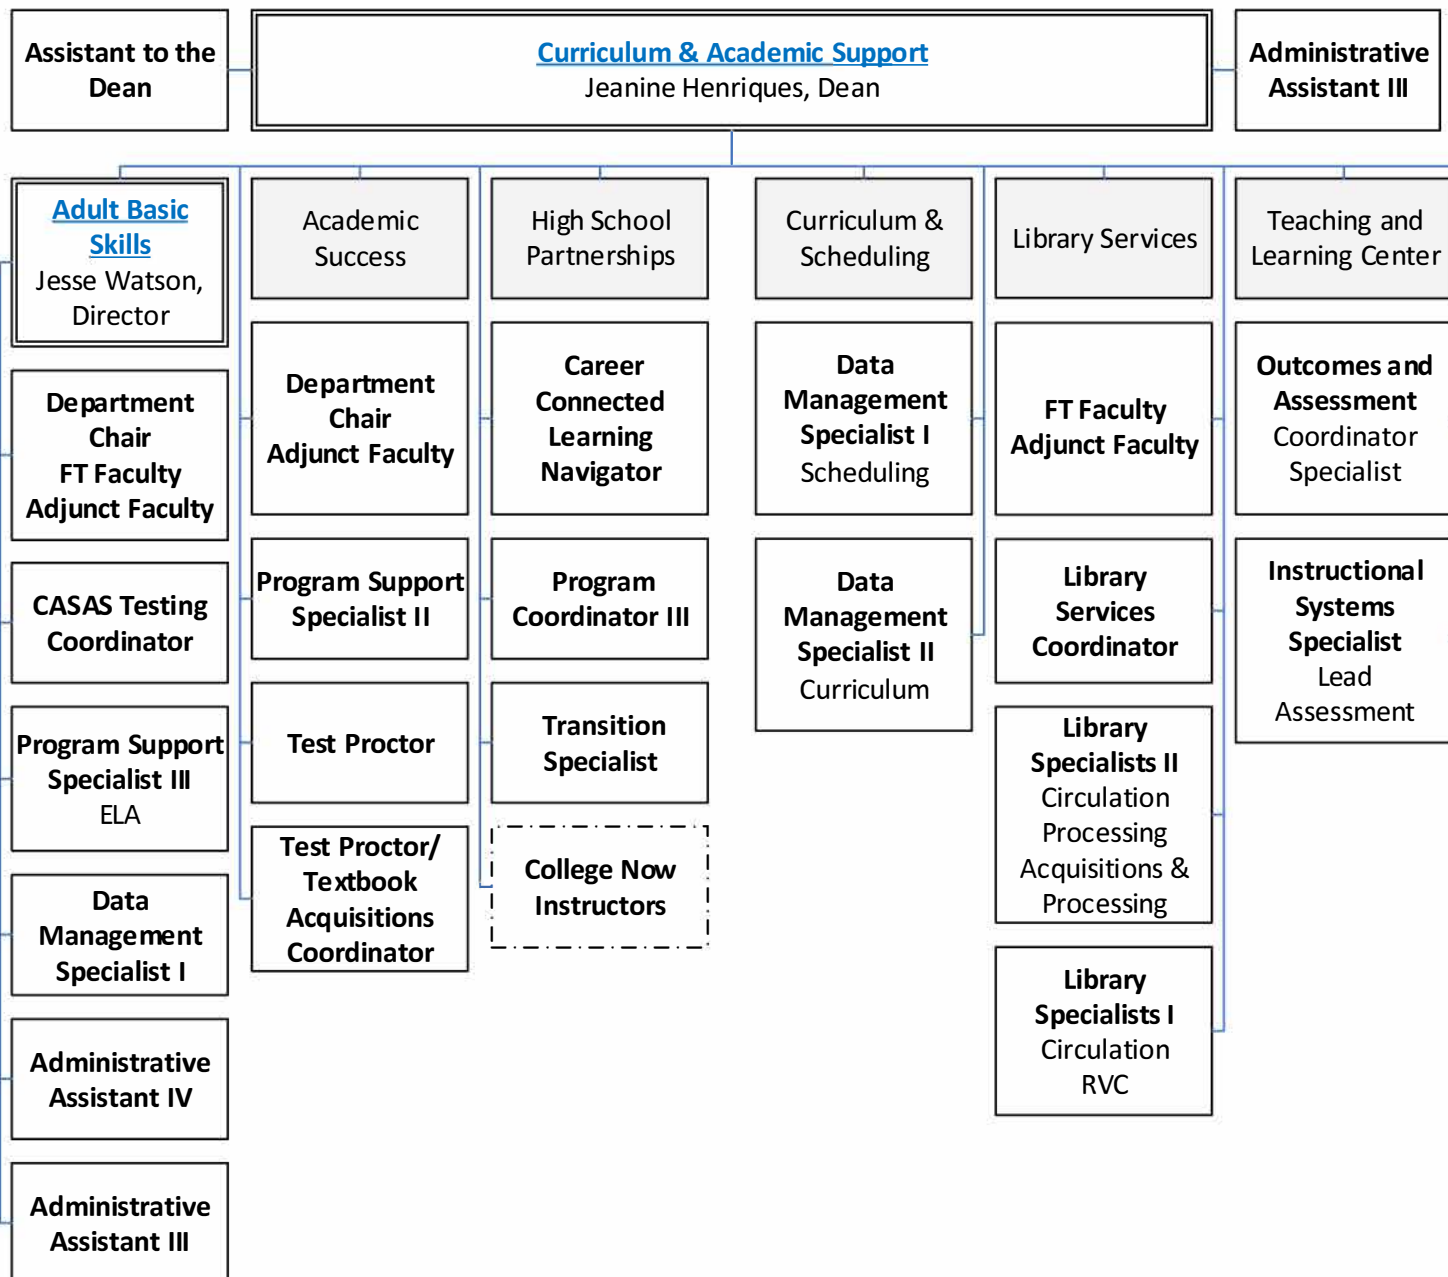 Assistant to the
Dean
Curriculum & Academic Support
Jeanine Henriques, Dean
Administrative
Assistant III
Adult Basic
Skills
Jesse Watson,
Director
Department
Chair
FT Faculty
Adjunct Faculty
CASAS Testing
Coordinator
Program Support
Specialist III
ELA
Data
Management
Specialist I
Administrative
Assistant IV
Administrative
Assistant III
Academic
Success
Department
Chair
Adjunct Faculty
Program Support
Specialist II
Test Proctor
Test Proctor/
Textbook
Acquisitions
Coordinator
High School
Partnerships
Career
Connected
Learning
Navigator
Program
Coordinator III
Transition
Specialist
College Now
Instructors
Curriculum &
Scheduling
Data
Management
Specialist I
Scheduling
Data
Management
Specialist II
Curriculum
Library Services
FT Faculty
Adjunct Faculty
Library
Services
Coordinator
Library
Specialists II
Circulation
Processing
Acquisitions &
Processing
Library
Specialists I
Circulation
RVC
Teaching and
Learning Center
Outcomes and
Assessment
Coordinator
Specialist
Instructional
Systems
Specialist
Lead
Assessment